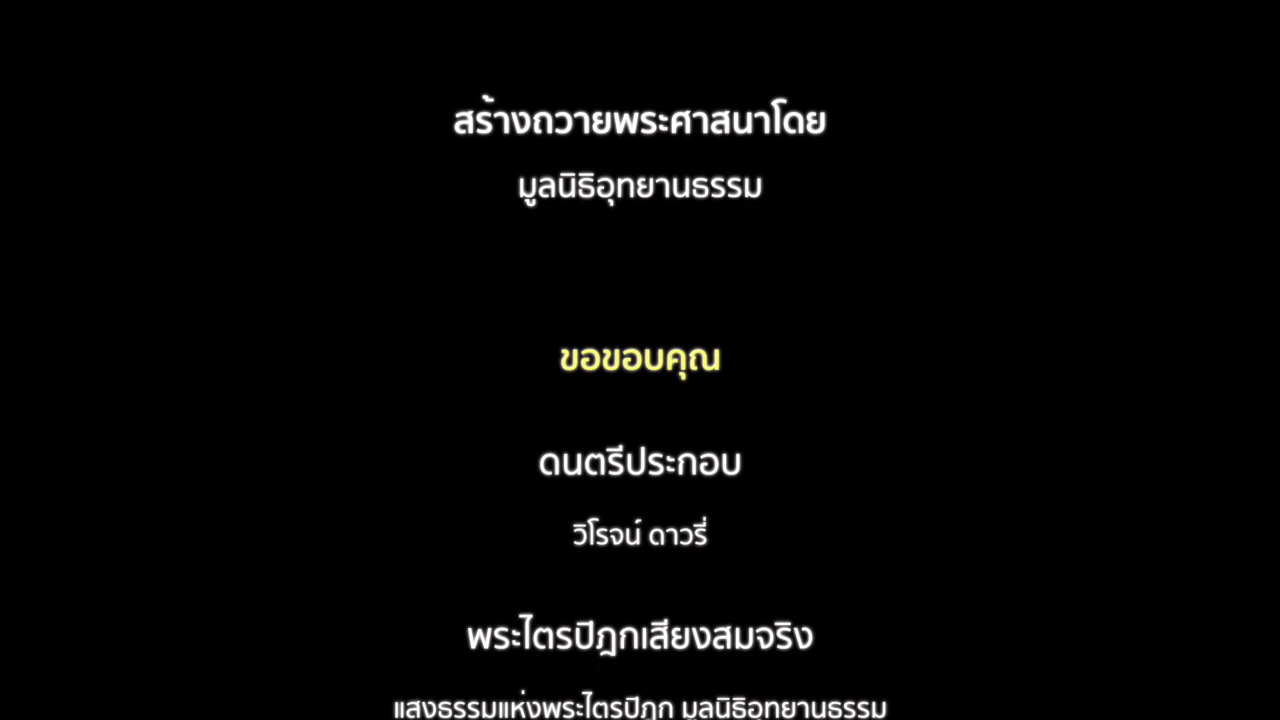 สร้างถวายพระศาสนาโดย
มูลนิธิอุทยานธรรม
ขอขอบคุณ
ดนตรีประกอบ
วิโรจน์ ดาวรี่
พระไตรปิฎกเสียงสมจริง
แสงธรรมแห่งพระไตรปิฎก มูลนิธิอุทยานธรรม